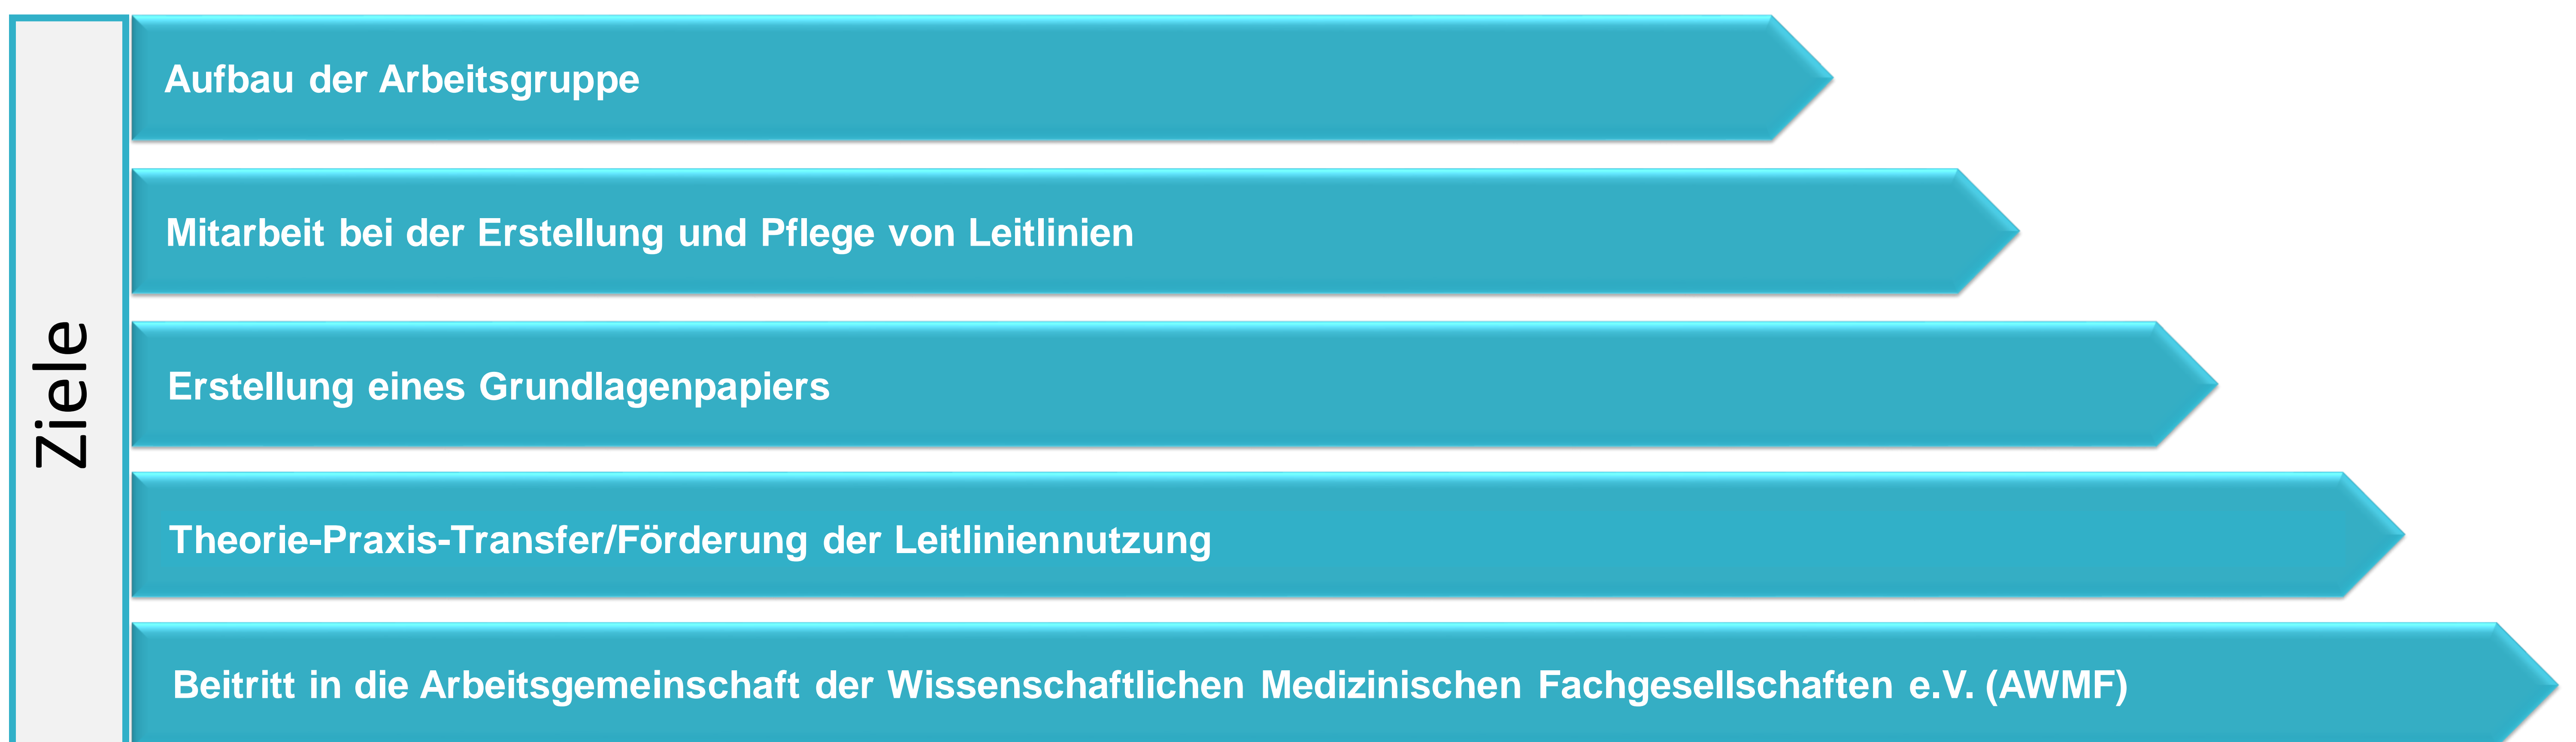 Ziele
Aufbau der Arbeitsgruppe
Mitarbeit bei der Erstellung und Pflege von Leitlinien
Erstellung eines Grundlagenpapiers
Theorie-Praxis-Transfer/Förderung der Leitliniennutzung
Beitritt in die Arbeitsgemeinschaft der Wissenschaftlichen Medizinischen Fachgesellschaften e.V. (AWMF)